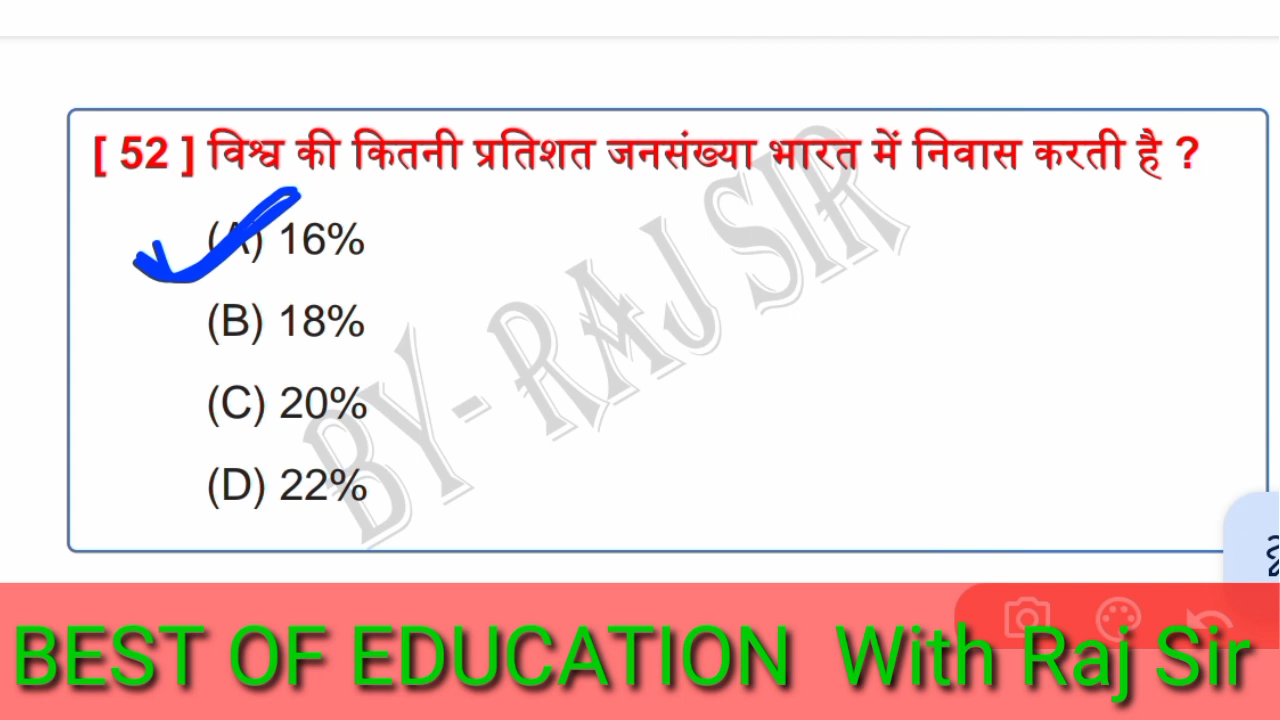 [ 52 ] विश्व की कितनी प्रतिशत जनसंख्या भारत में निवास करती है ?
(A) 16%
(B) 18%
(C) 20%
(D) 22%
BY- RAJ SIR
BEST OF EDUCATION With Raj Sir